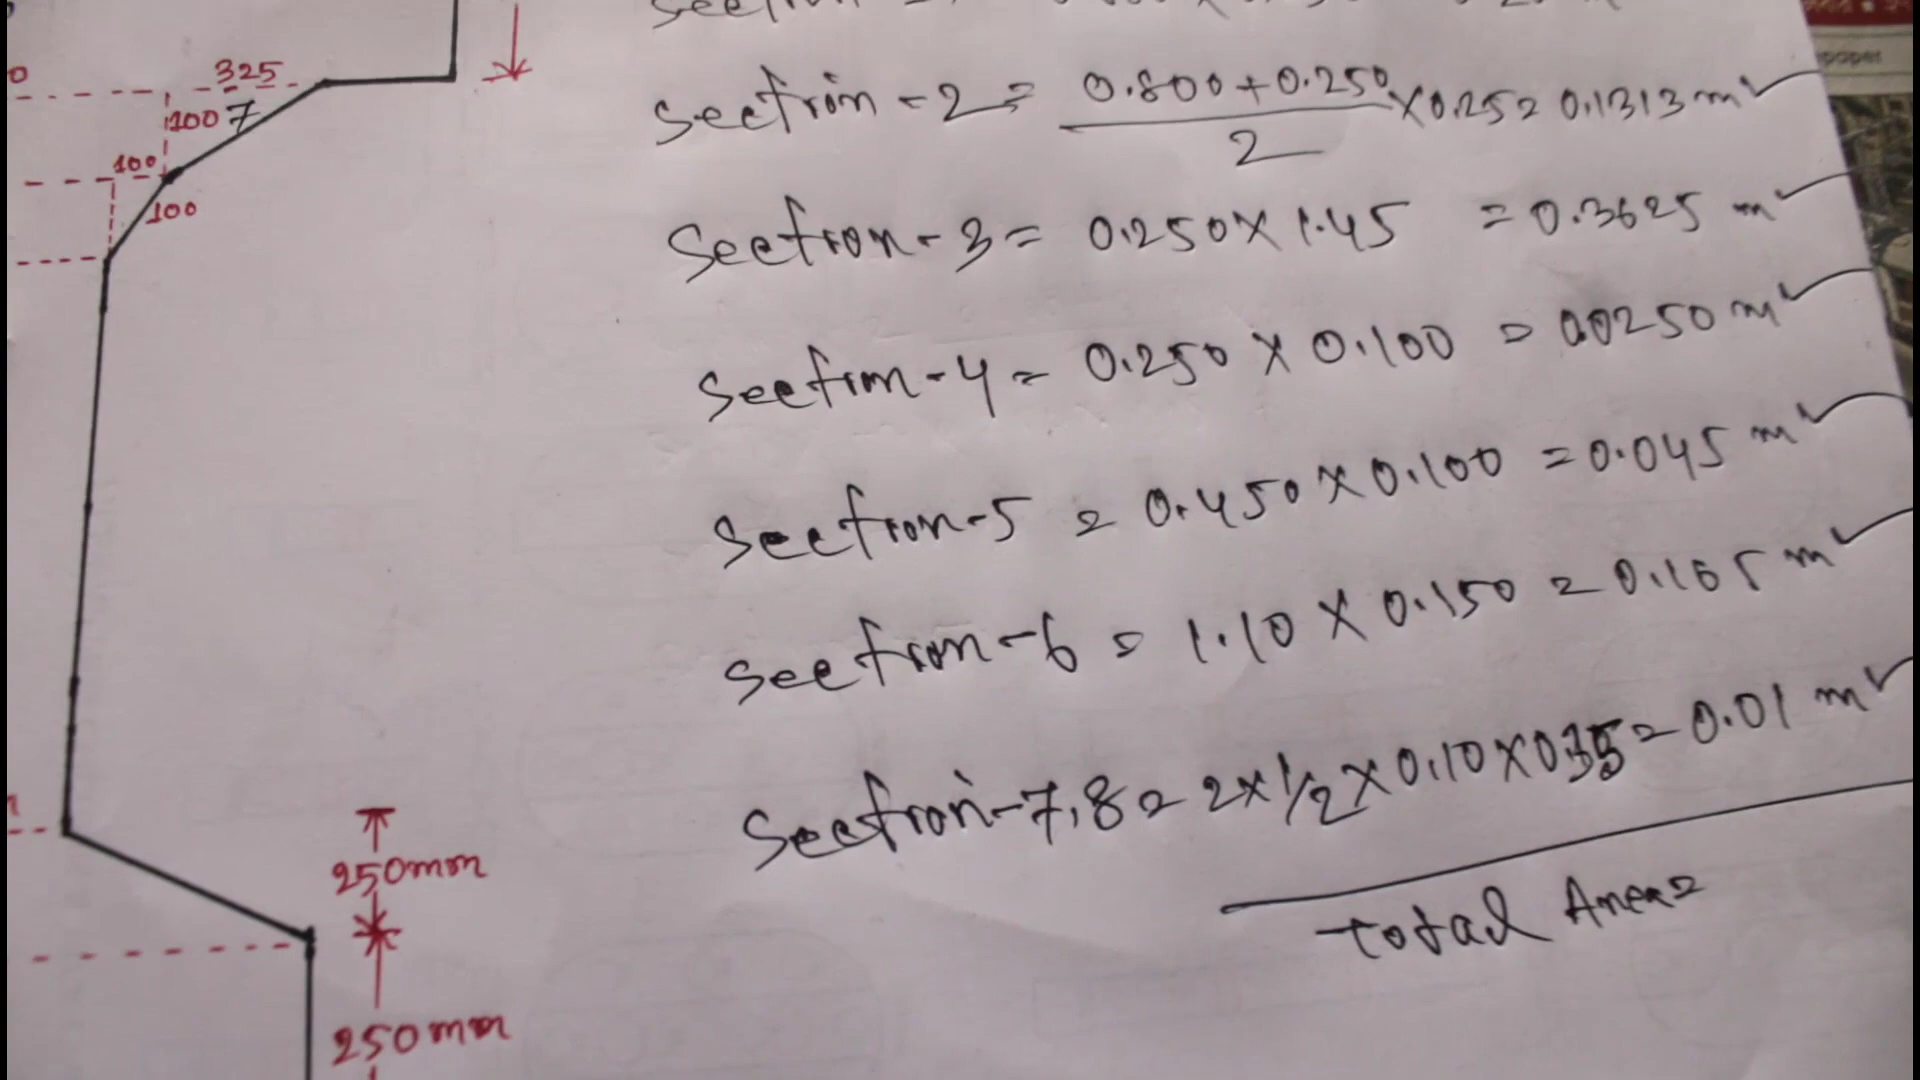 325
100 7
100
100
250mm
250mm
Section-2 = 0.800+0.250/2 × 0.25 = 0.1313 m²
Section-3 = 0.250 × 1.45 = 0.3625 m²
Section-4 = 0.250 × 0.100 = 0.0250 m²
Section-5 = 0.450 × 0.100 = 0.045 m²
Section-6 = 1.10 × 0.150 = 0.165 m²
Section-7,8 = 2×1/2×0.10×035 = 0.01 m²
total Area=